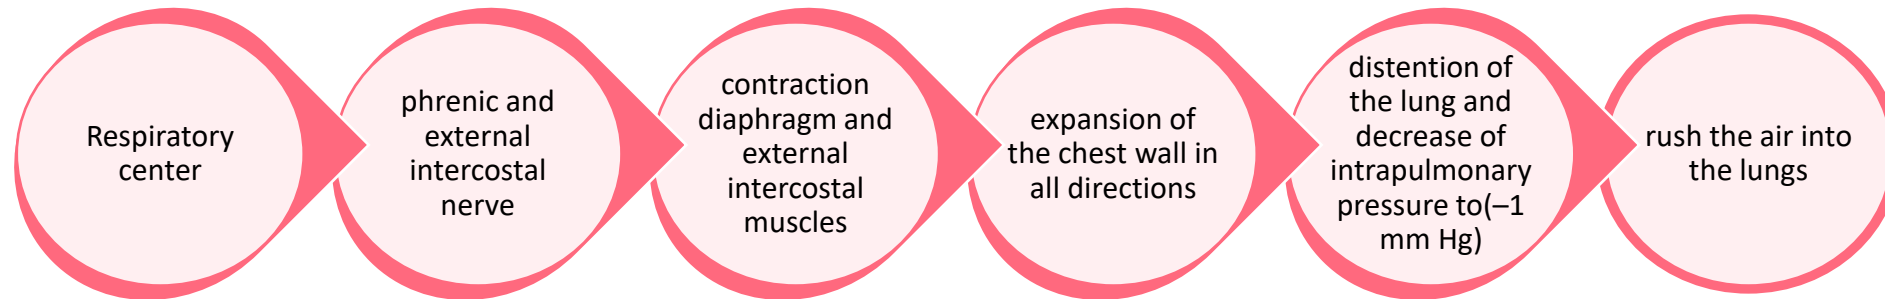 Respiratory
center
phrenic and
external
intercostal
nerve
contraction
diaphragm and
external
intercostal
muscles
expansion of
the chest wall in
all directions
distention of
the lung and
decrease of
intrapulmonary
pressure to(–1
mm Hg)
rush the air into
the lungs